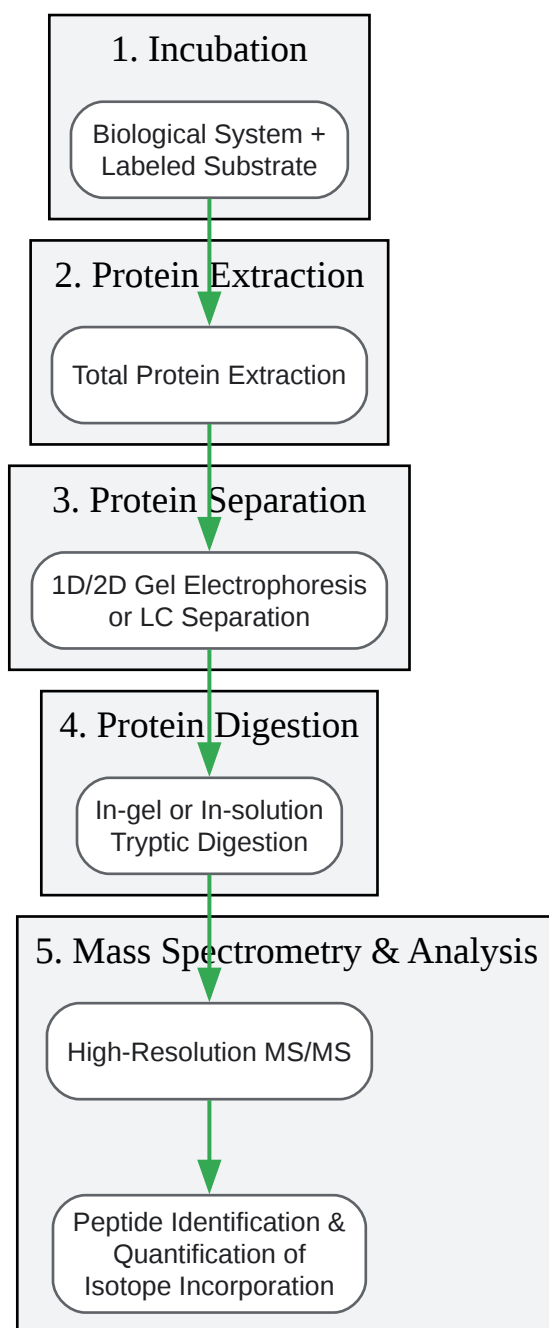 1. Incubation
Biological System +
Labeled Substrate
2. Protein Extraction
Total Protein Extraction
3. Protein Separation
1D/2D Gel Electrophoresis
or LC Separation
4. Protein Digestion
In-gel or In-solution
Tryptic Digestion
5. Mass Spectrometry & Analysis
High-Resolution MS/MS
Peptide Identification &
Quantification of
Isotope Incorporation